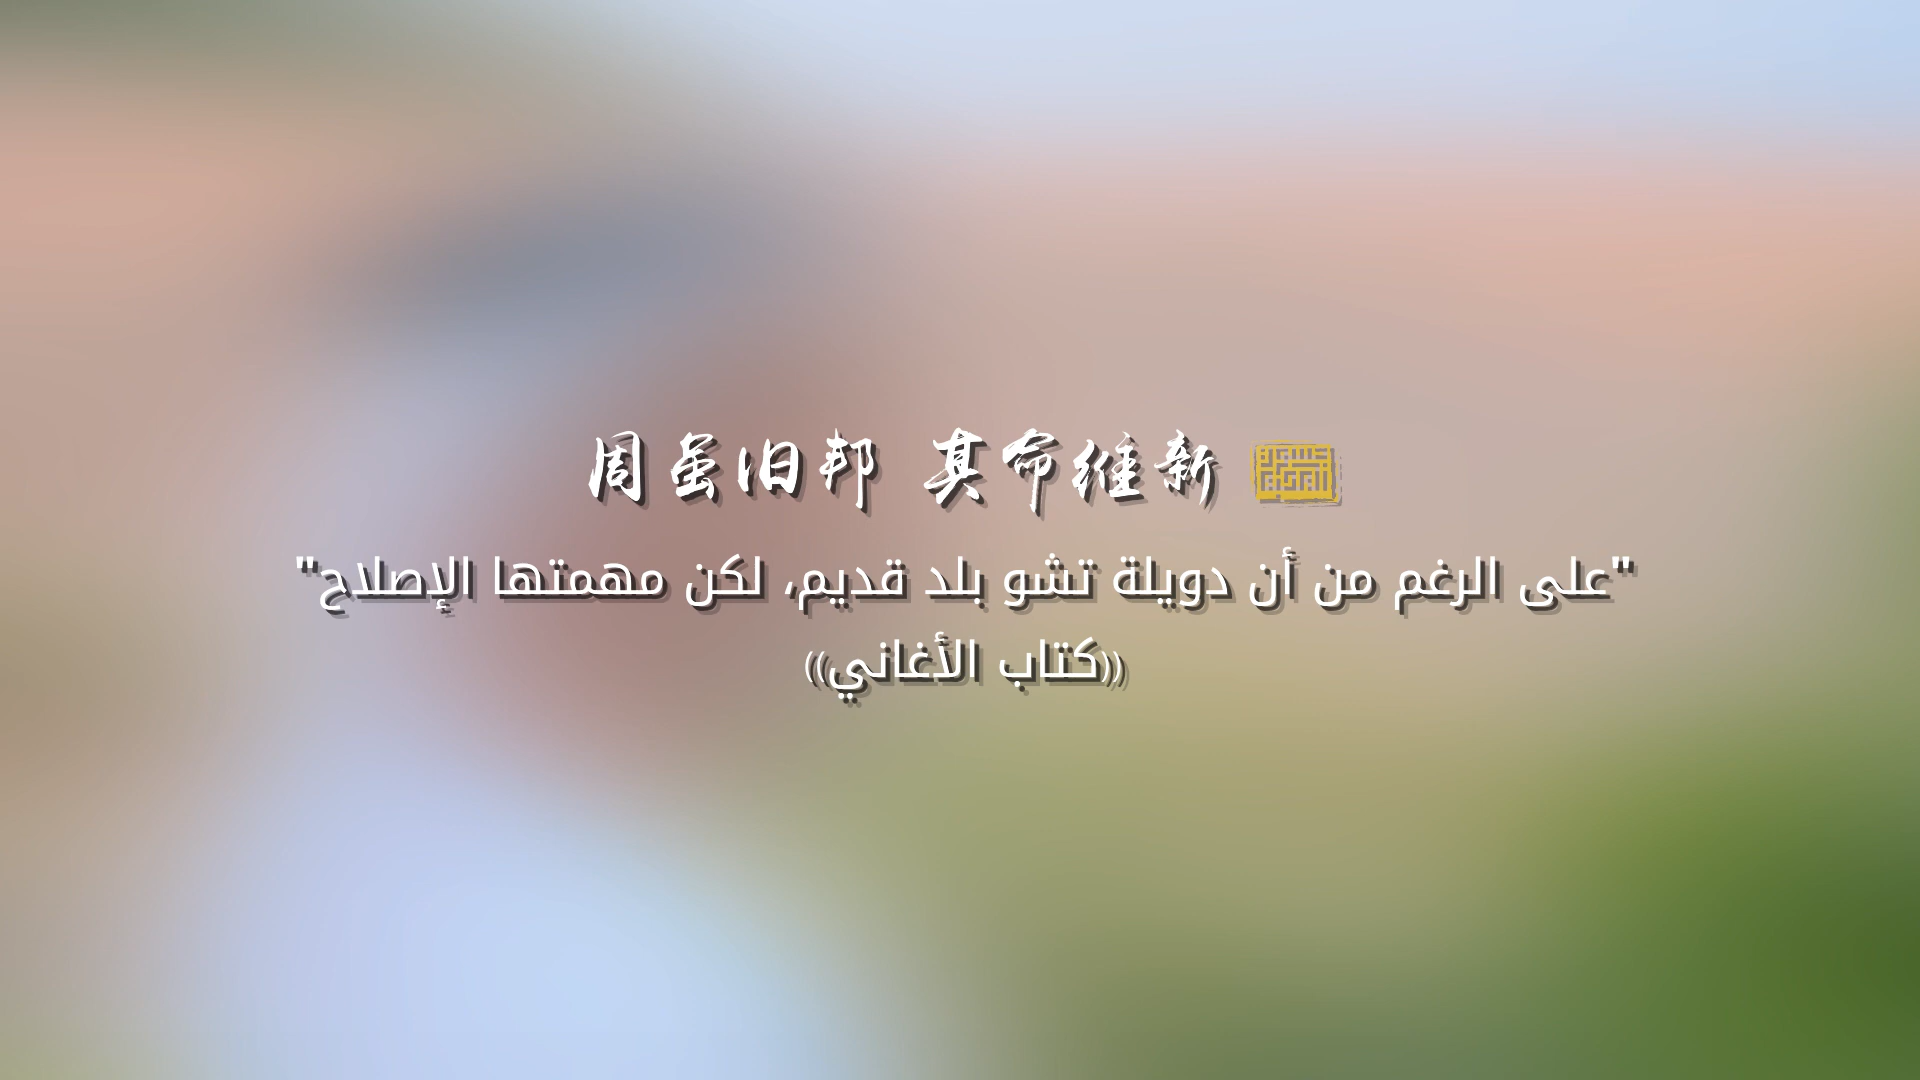 周虽旧邦 其命维新
"على الرغم من أن دويلة تشو بلد قديم، لكن مهمتها الإصلاح"
((كتاب الأغاني))